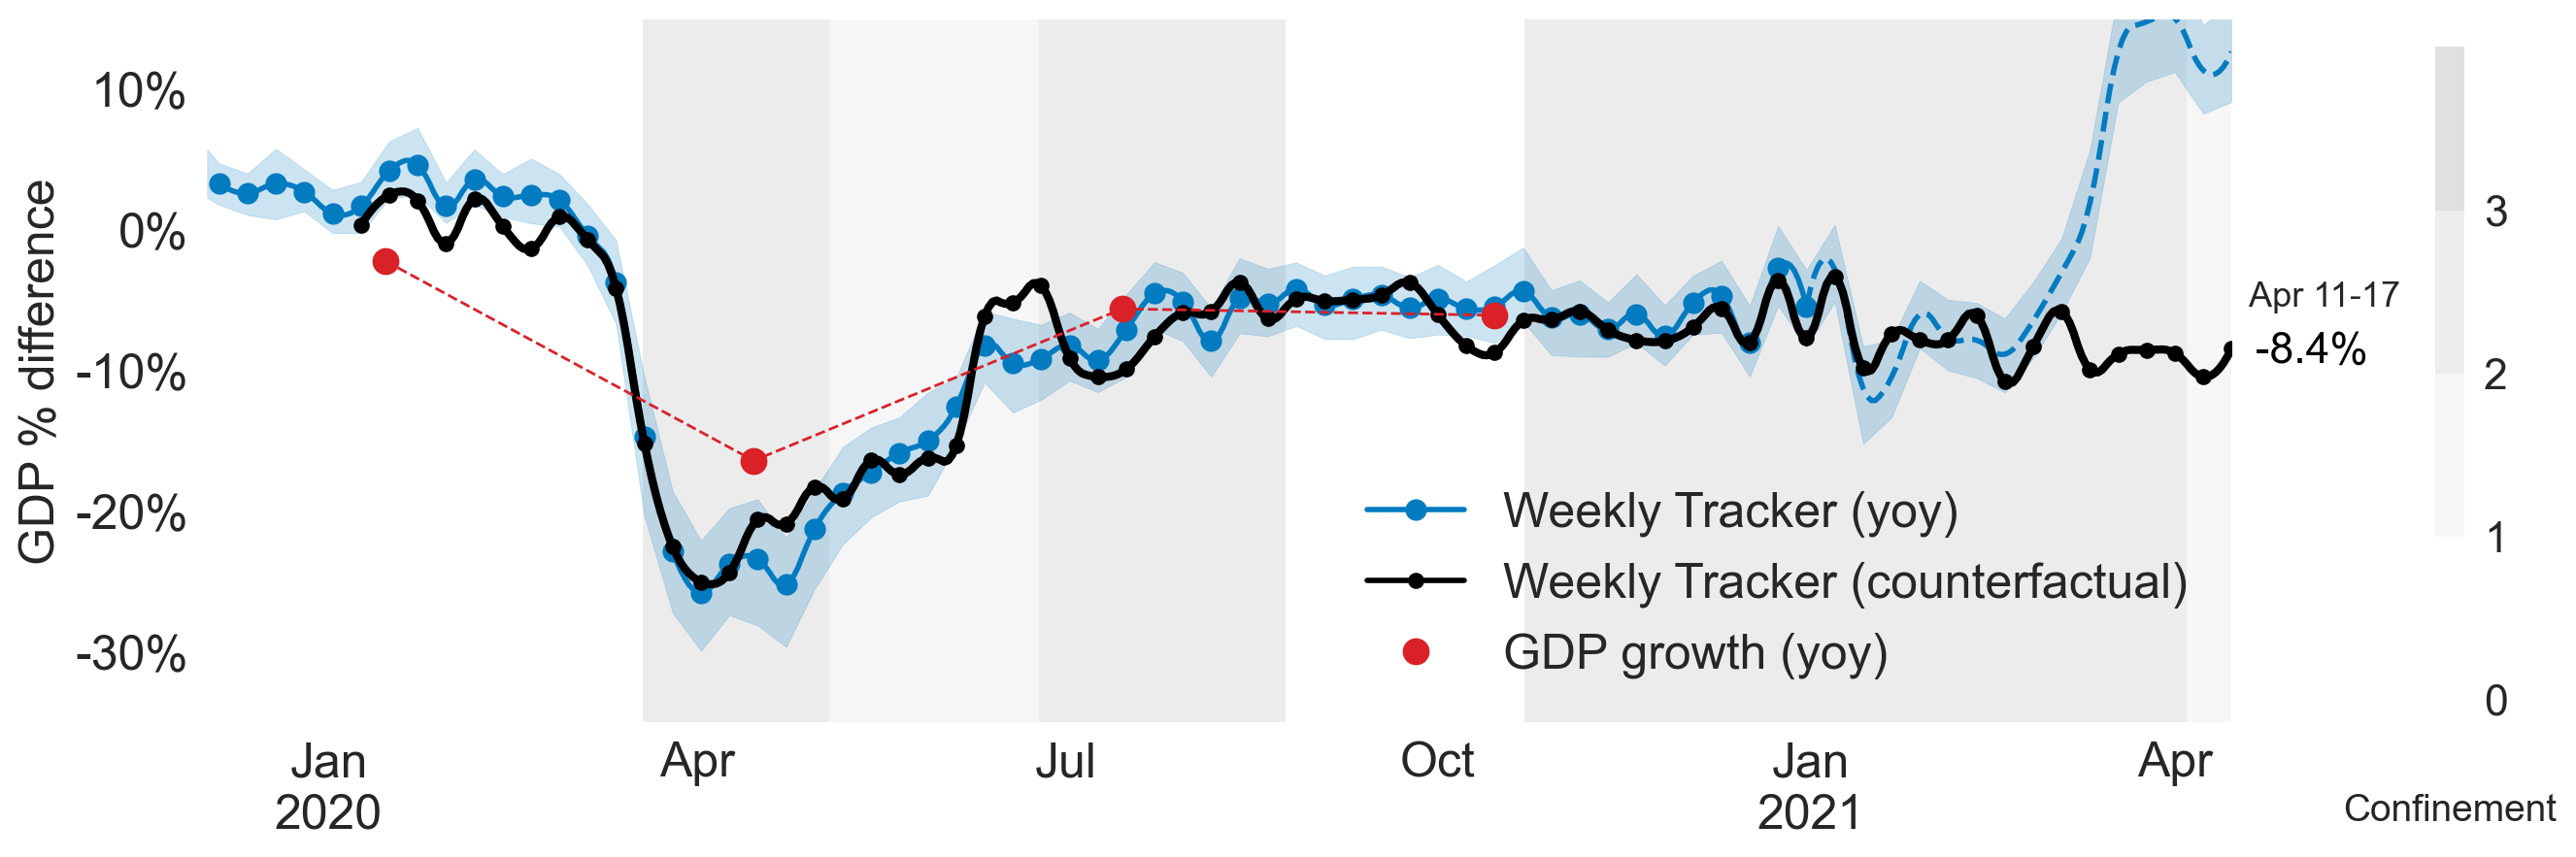 GDP % difference
10%
0%
-10%
-20%
-30%
Jan
2020
Apr
Jul
Oct
Jan
2021
Apr
Weekly Tracker (yoy)
Weekly Tracker (counterfactual)
GDP growth (yoy)
Apr 11-17
-8.4%
3
2
1
0
Confinement